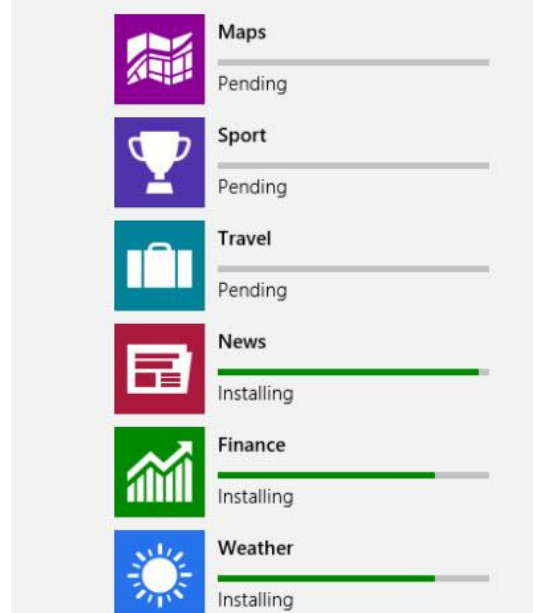 Maps
Pending
Sport
Pending
Travel
Pending
News
Installing
Finance
Installing
Weather
Installing